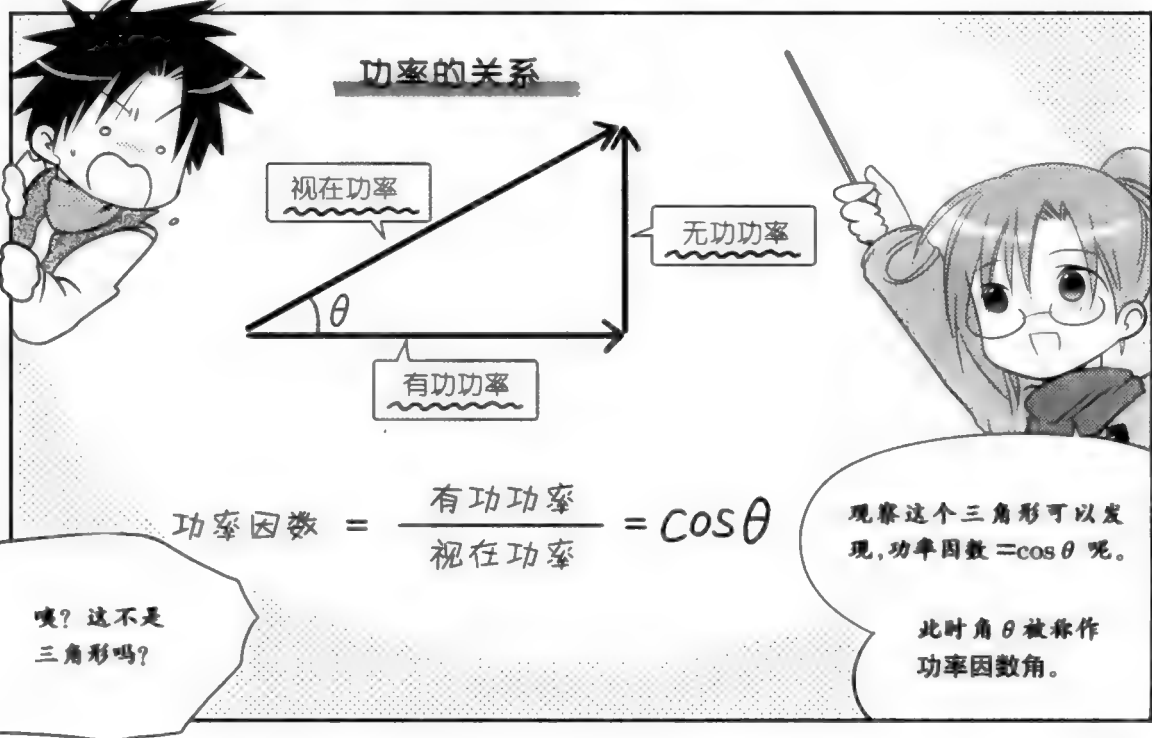 功率的关系
视在功率
无功功率
θ
有功功率
功率因数 = 有功功率 / 视在功率 = cosθ
观察这个三角形可以发
现,功率因数=cosθ 呢。
此时角θ被称作
功率因数角。
咦？这不是
三角形吗？